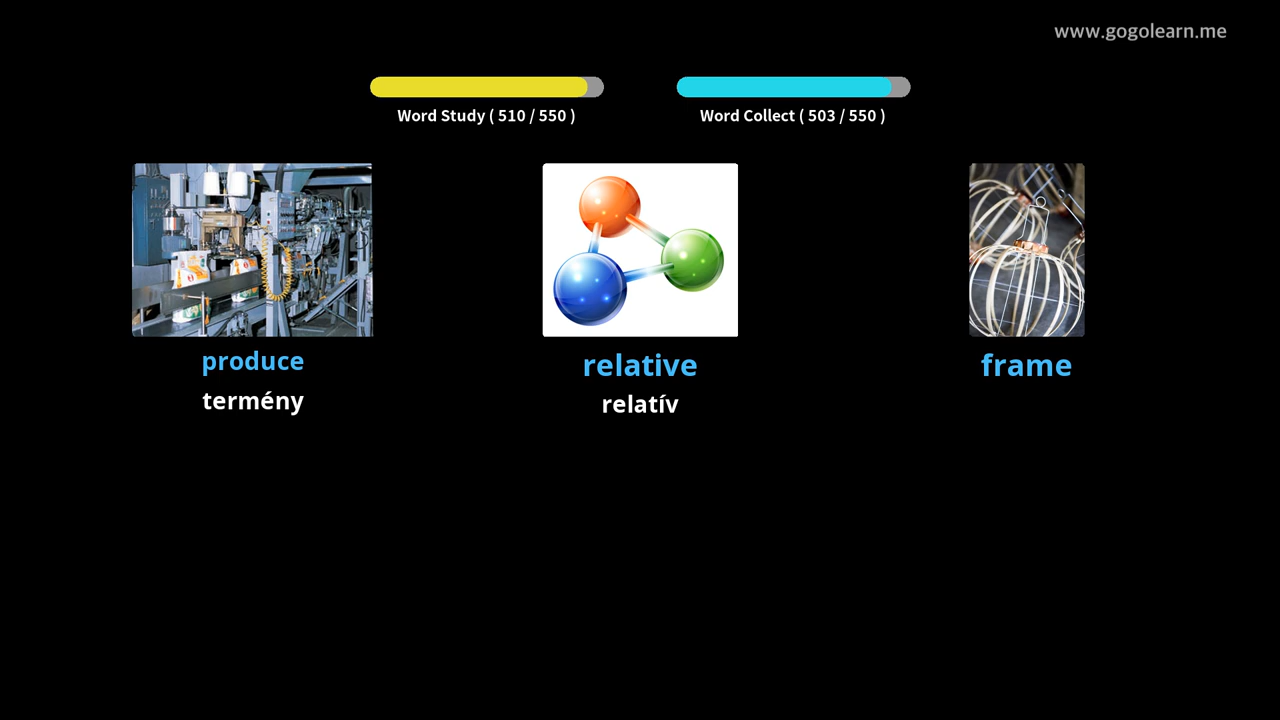 www.gogolearn.me
Word Study ( 510 / 550 )
Word Collect ( 503 / 550 )
produce
termény
relative
relatív
frame